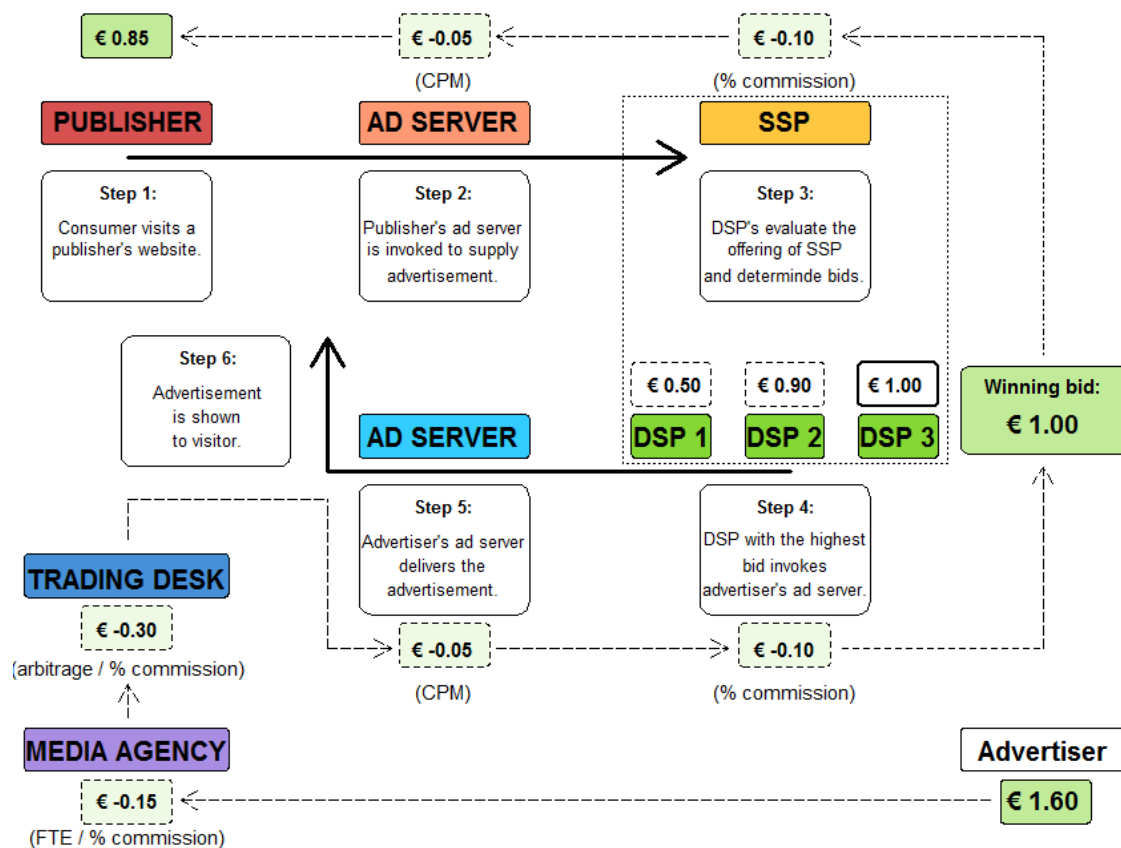 € 0.85
€ -0.05
€ -0.10
(CPM)
(% commission)
PUBLISHER
AD SERVER
SSP
Step 1:
Consumer visits a
publisher's website.
Step 2:
Publisher's ad server
is invoked to supply
advertisement.
Step 3:
DSP's evaluate the
offering of SSP
and determinde bids.
Step 6:
Advertisement
is shown
to visitor.
€ 0.50
€ 0.90
€ 1.00
Winning bid:
€ 1.00
AD SERVER
DSP 1
DSP 2
DSP 3
Step 5:
Advertiser's ad server
delivers the
advertisement.
Step 4:
DSP with the highest
bid invokes
advertiser's ad server.
TRADING DESK
€ -0.30
(arbitrage / % commission)
€ -0.05
(CPM)
€ -0.10
(% commission)
MEDIA AGENCY
€ -0.15
(FTE / % commission)
Advertiser
€ 1.60